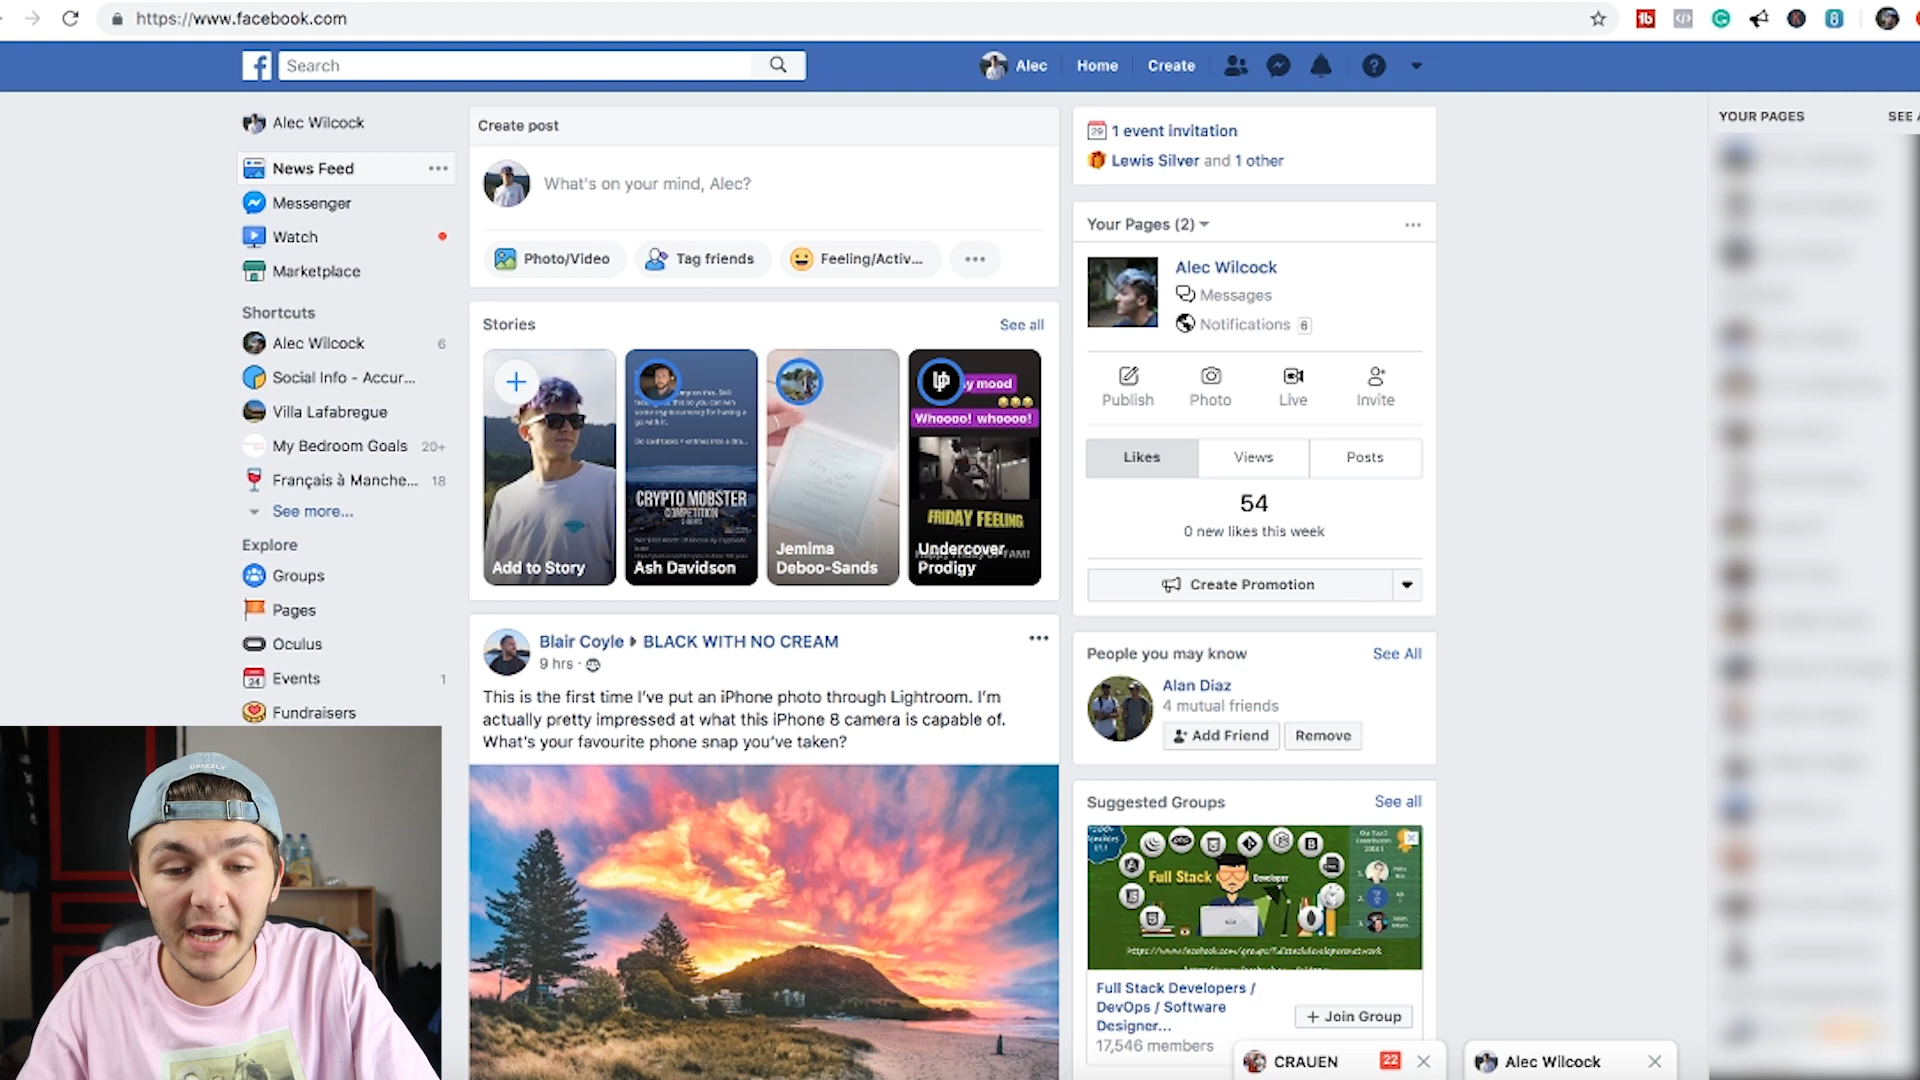 https://www.facebook.com
Search
Alec
Home
Create
Alec Wilcock
News Feed
Messenger
Watch
Marketplace
Shortcuts
Alec Wilcock 6
Social Info - Accur...
Villa Lafabregue
My Bedroom Goals 20+
Français à Manche... 18
See more...
Explore
Groups
Pages
Oculus
Events 1
Fundraisers
Create post
What's on your mind, Alec?
Photo/Video
Tag friends
Feeling/Activ...
Stories
See all
Add to Story
CRYPTO MOBSTER
COMPETITION
Ash Davidson
Jemima
Deboo-Sands
y mood
Whoooo! whoooo!
FRIDAY FEELING
Undercover
Prodigy
Blair Coyle BLACK WITH NO CREAM
9 hrs
This is the first time I've put an iPhone photo through Lightroom. I'm
actually pretty impressed at what this iPhone 8 camera is capable of.
What's your favourite phone snap you've taken?
29 1 event invitation
Lewis Silver and 1 other
Your Pages (2)
Alec Wilcock
Messages
Notifications 6
Publish
Photo
Live
Invite
Likes
Views
Posts
54
0 new likes this week
Create Promotion
People you may know
See All
Alan Diaz
4 mutual friends
Add Friend
Remove
Suggested Groups
See all
Full Stack Developer
Full Stack Developers /
DevOps / Software
Designer...
17,546 members
+ Join Group
CRAUEN 22
Alec Wilcock
YOUR PAGES
SEE